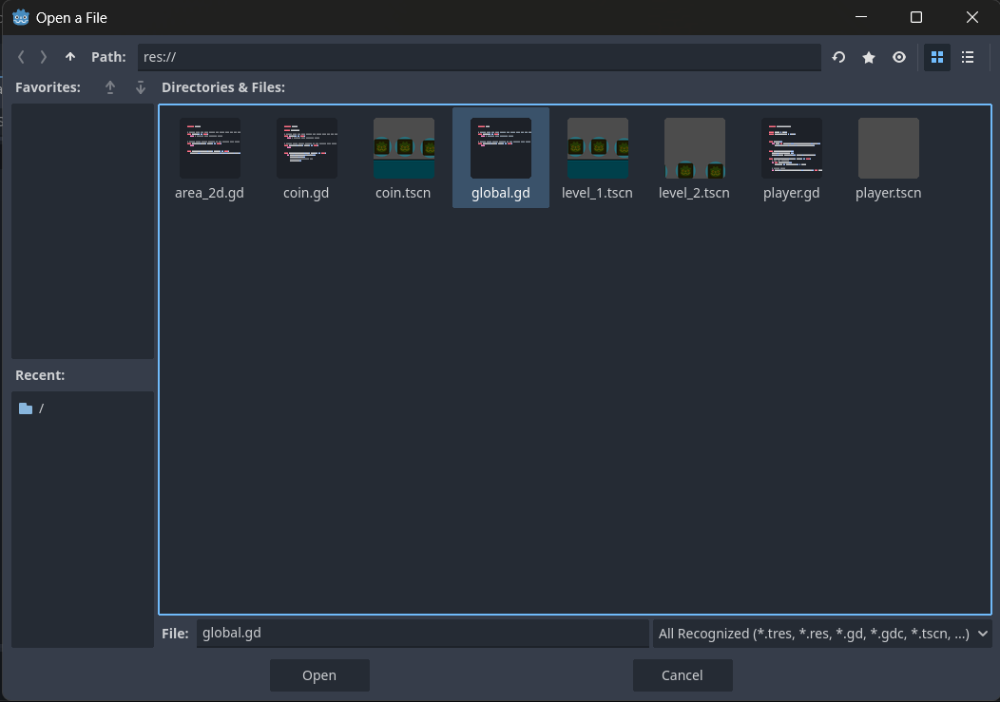 Open a File
Path: res://
Favorites:
Directories & Files:
area_2d.gd coin.gd coin.tscn global.gd level_1.tscn level_2.tscn player.gd player.tscn
Recent:
/
File: global.gd All Recognized (*.tres, *.res, *.gd, *.gdc, *.tscn, ...)
Open Cancel